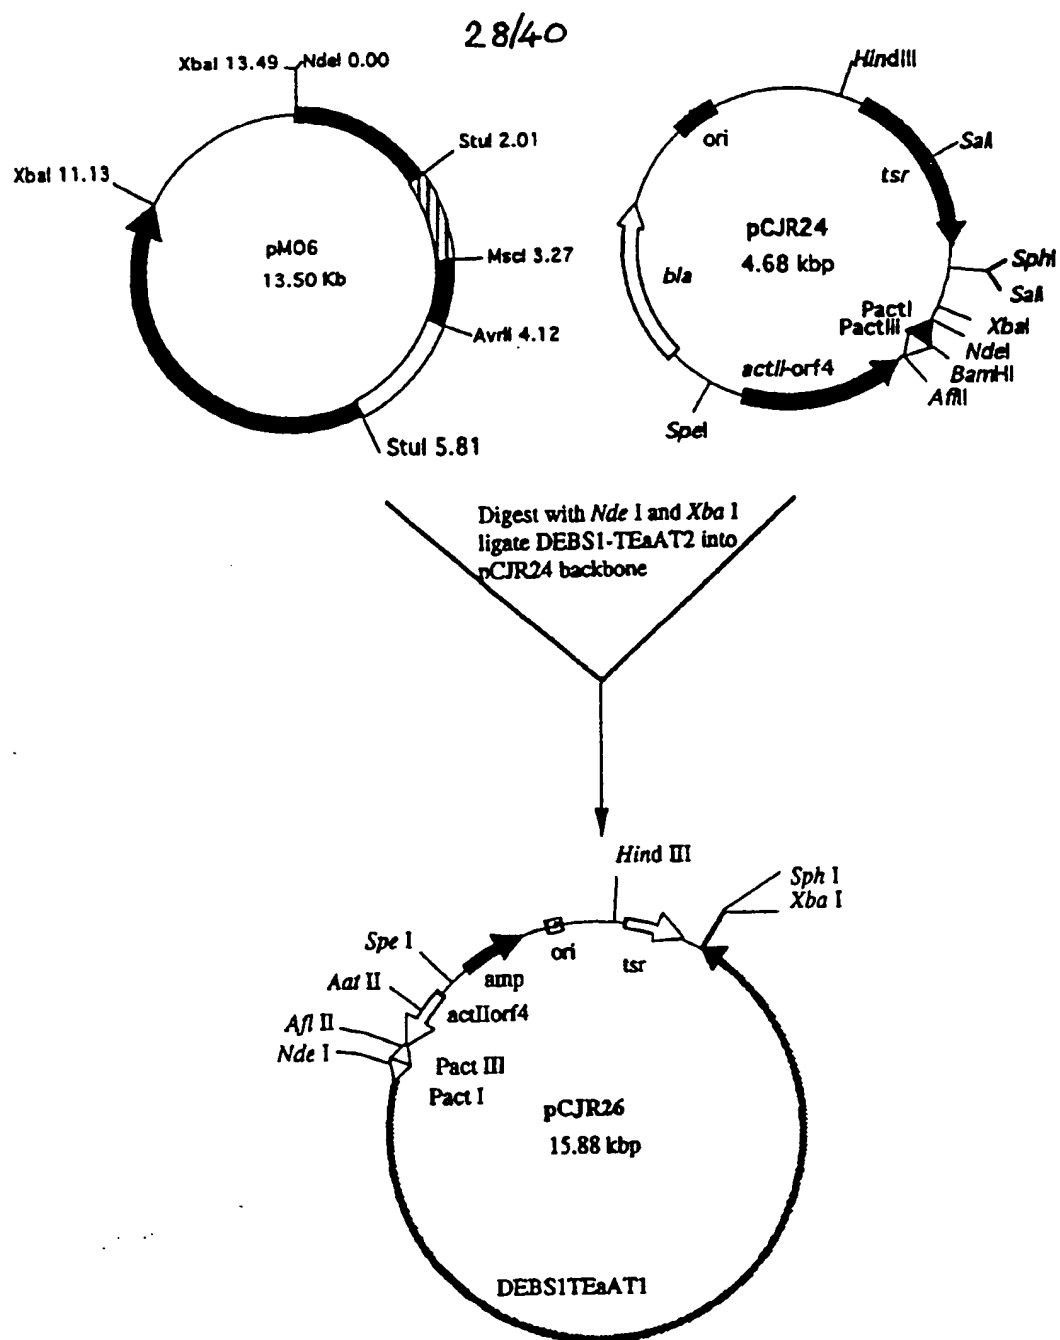 28/40
XbaI 13.49
NdeI 0.00
StuI 2.01
XbaI 11.13
pM06
13.50 Kb
MscI 3.27
AvrII 4.12
StuI 5.81
HindIII
ori
SalI
tsr
pCJR24
4.68 kbp
bla
SphI
SalI
PactI
PactIII
XbaI
NdeI
BamHI
AflII
actII-orf4
SpeI
Digest with Nde I and Xba I
ligate DEBS1-TEaAT2 into
pCJR24 backbone
Hind III
Sph I
Xba I
Spe I
ori
tsr
amp
Aat II
actIIorf4
Afl II
Nde I
Pact III
Pact I
pCJR26
15.88 kbp
DEBS1TEaAT1